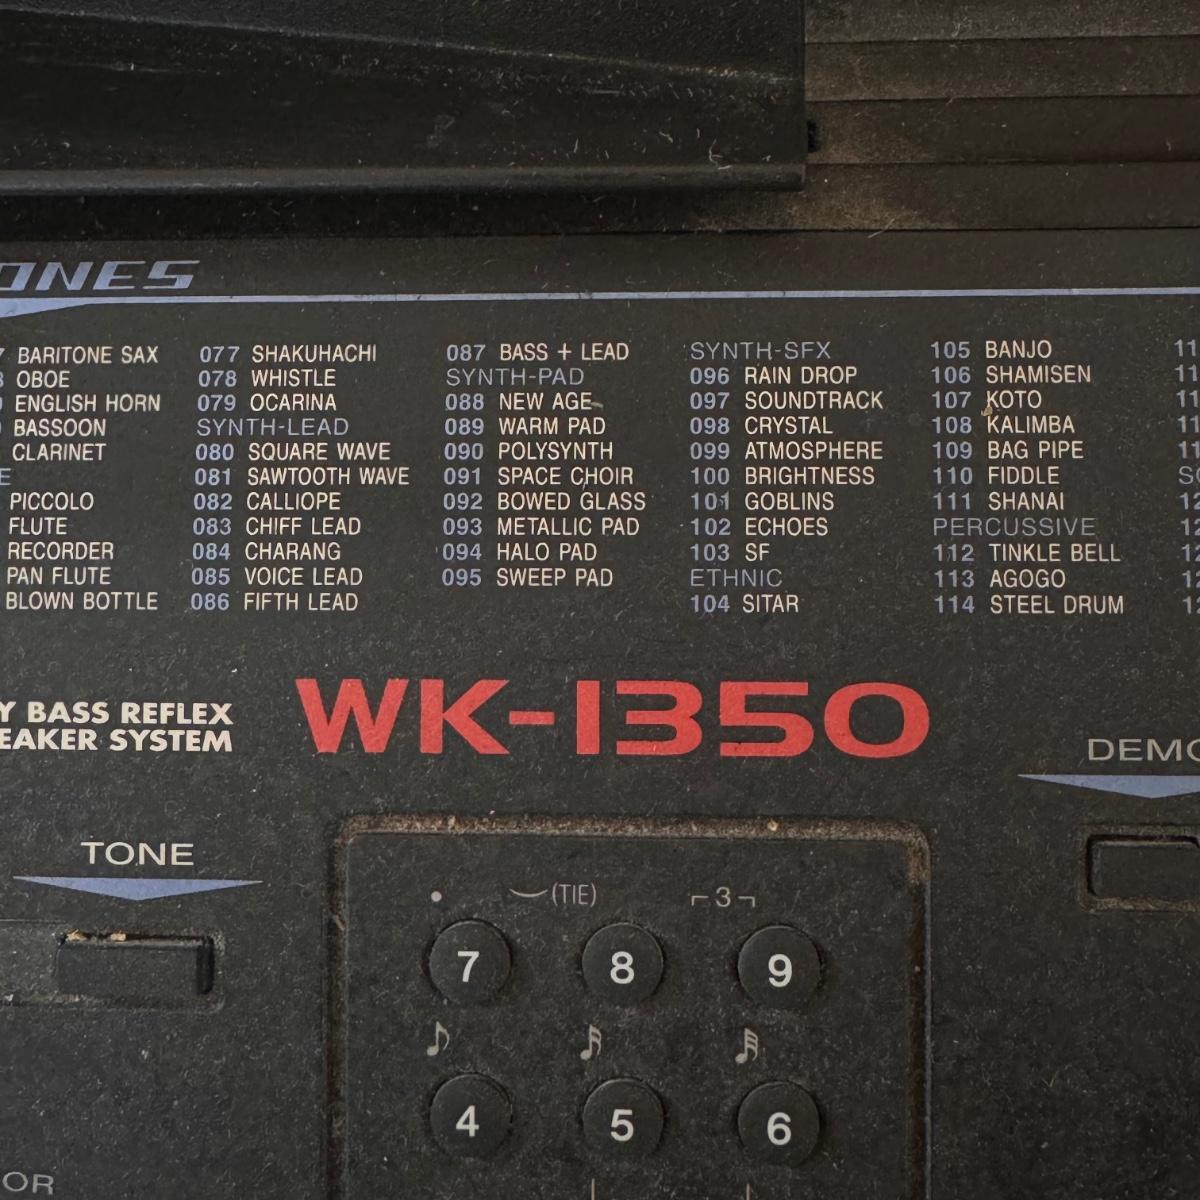 ONES
BARITONE SAX
OBOE
ENGLISH HORN
BASSOON
CLARINET
PICCOLO
FLUTE
RECORDER
PAN FLUTE
BLOWN BOTTLE
077 SHAKUHACHI
078 WHISTLE
079 OCARINA
SYNTH-LEAD
080 SQUARE WAVE
081 SAWTOOTH WAVE
082 CALLIOPE
083 CHIFF LEAD
084 CHARANG
085 VOICE LEAD
086 FIFTH LEAD
087 BASS + LEAD
SYNTH-PAD
088 NEW AGE
089 WARM PAD
090 POLYSYNTH
091 SPACE CHOIR
092 BOWED GLASS
093 METALLIC PAD
094 HALO PAD
095 SWEEP PAD
SYNTH-SFX
096 RAIN DROP
097 SOUNDTRACK
098 CRYSTAL
099 ATMOSPHERE
100 BRIGHTNESS
101 GOBLINS
102 ECHOES
103 SF
ETHNIC
104 SITAR
105 BANJO
106 SHAMISEN
107 KOTO
108 KALIMBA
109 BAG PIPE
110 FIDDLE
111 SHANAI
PERCUSSIVE
112 TINKLE BELL
113 AGOGO
114 STEEL DRUM
Y BASS REFLEX
EAKER SYSTEM
WK-1350
DEMO
TONE
(TIE) 3
7 8 9
4 5 6
OR